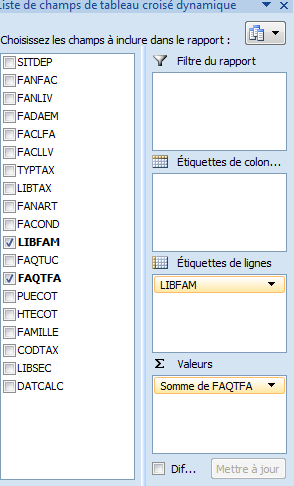 Liste de champs de tableau croisé dynamique
Choisissez les champs à inclure dans le rapport :
SITDEP
FANFAC
FANLIV
FADAEM
FACLFA
FACLLV
TYPTAX
LIBTAX
FANART
FACOND
LIBFAM
FAQTUC
FAQTFA
PUECOT
HTECOT
FAMILLE
CODTAX
LIBSEC
DATCALC
Filtre du rapport
Étiquettes de colon...
Étiquettes de lignes
LIBFAM
Σ Valeurs
Somme de FAQTFA
Dif...
Mettre à jour